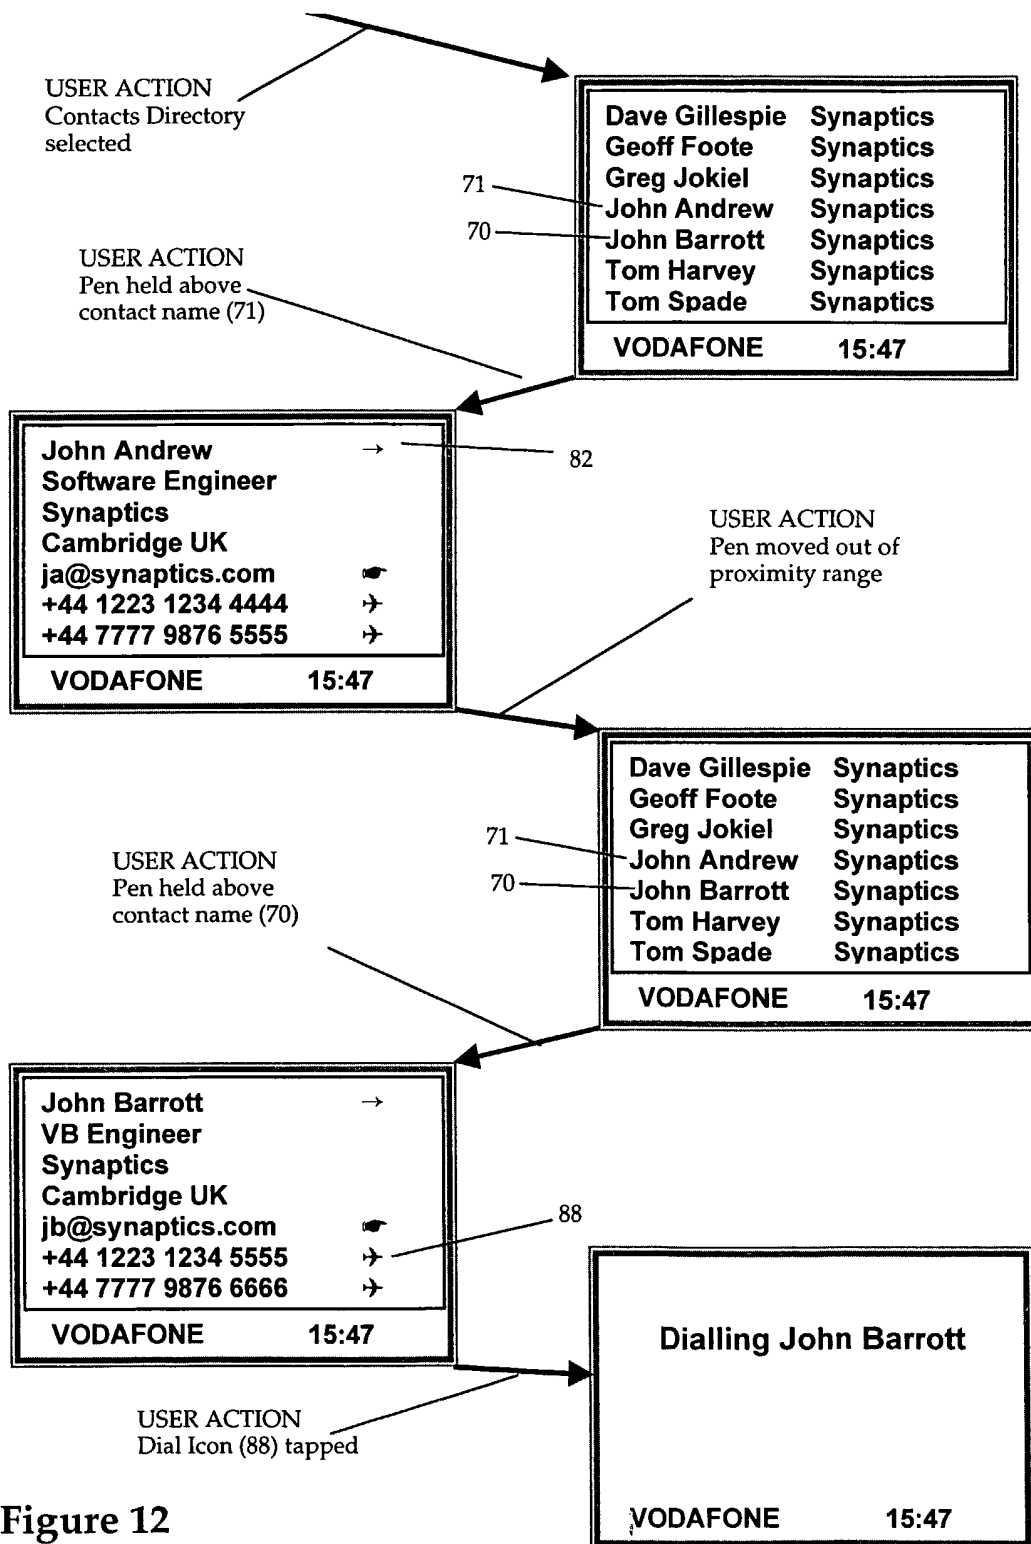 USER ACTION
Contacts Directory
selected
Dave Gillespie Synaptics
Geoff Foote Synaptics
Greg Jokiel Synaptics
John Andrew Synaptics
John Barrott Synaptics
Tom Harvey Synaptics
Tom Spade Synaptics
VODAFONE 15:47
71
70
USER ACTION
Pen held above
contact name (71)
John Andrew →
Software Engineer
Synaptics
Cambridge UK
ja@synaptics.com ☛
+44 1223 1234 4444 ✈
+44 7777 9876 5555 ✈
VODAFONE 15:47
82
USER ACTION
Pen moved out of
proximity range
Dave Gillespie Synaptics
Geoff Foote Synaptics
Greg Jokiel Synaptics
John Andrew Synaptics
John Barrott Synaptics
Tom Harvey Synaptics
Tom Spade Synaptics
VODAFONE 15:47
71
70
USER ACTION
Pen held above
contact name (70)
John Barrott →
VB Engineer
Synaptics
Cambridge UK
jb@synaptics.com ☛
+44 1223 1234 5555 ✈
+44 7777 9876 6666 ✈
VODAFONE 15:47
88
Dialling John Barrott
VODAFONE 15:47
USER ACTION
Dial Icon (88) tapped
Figure 12